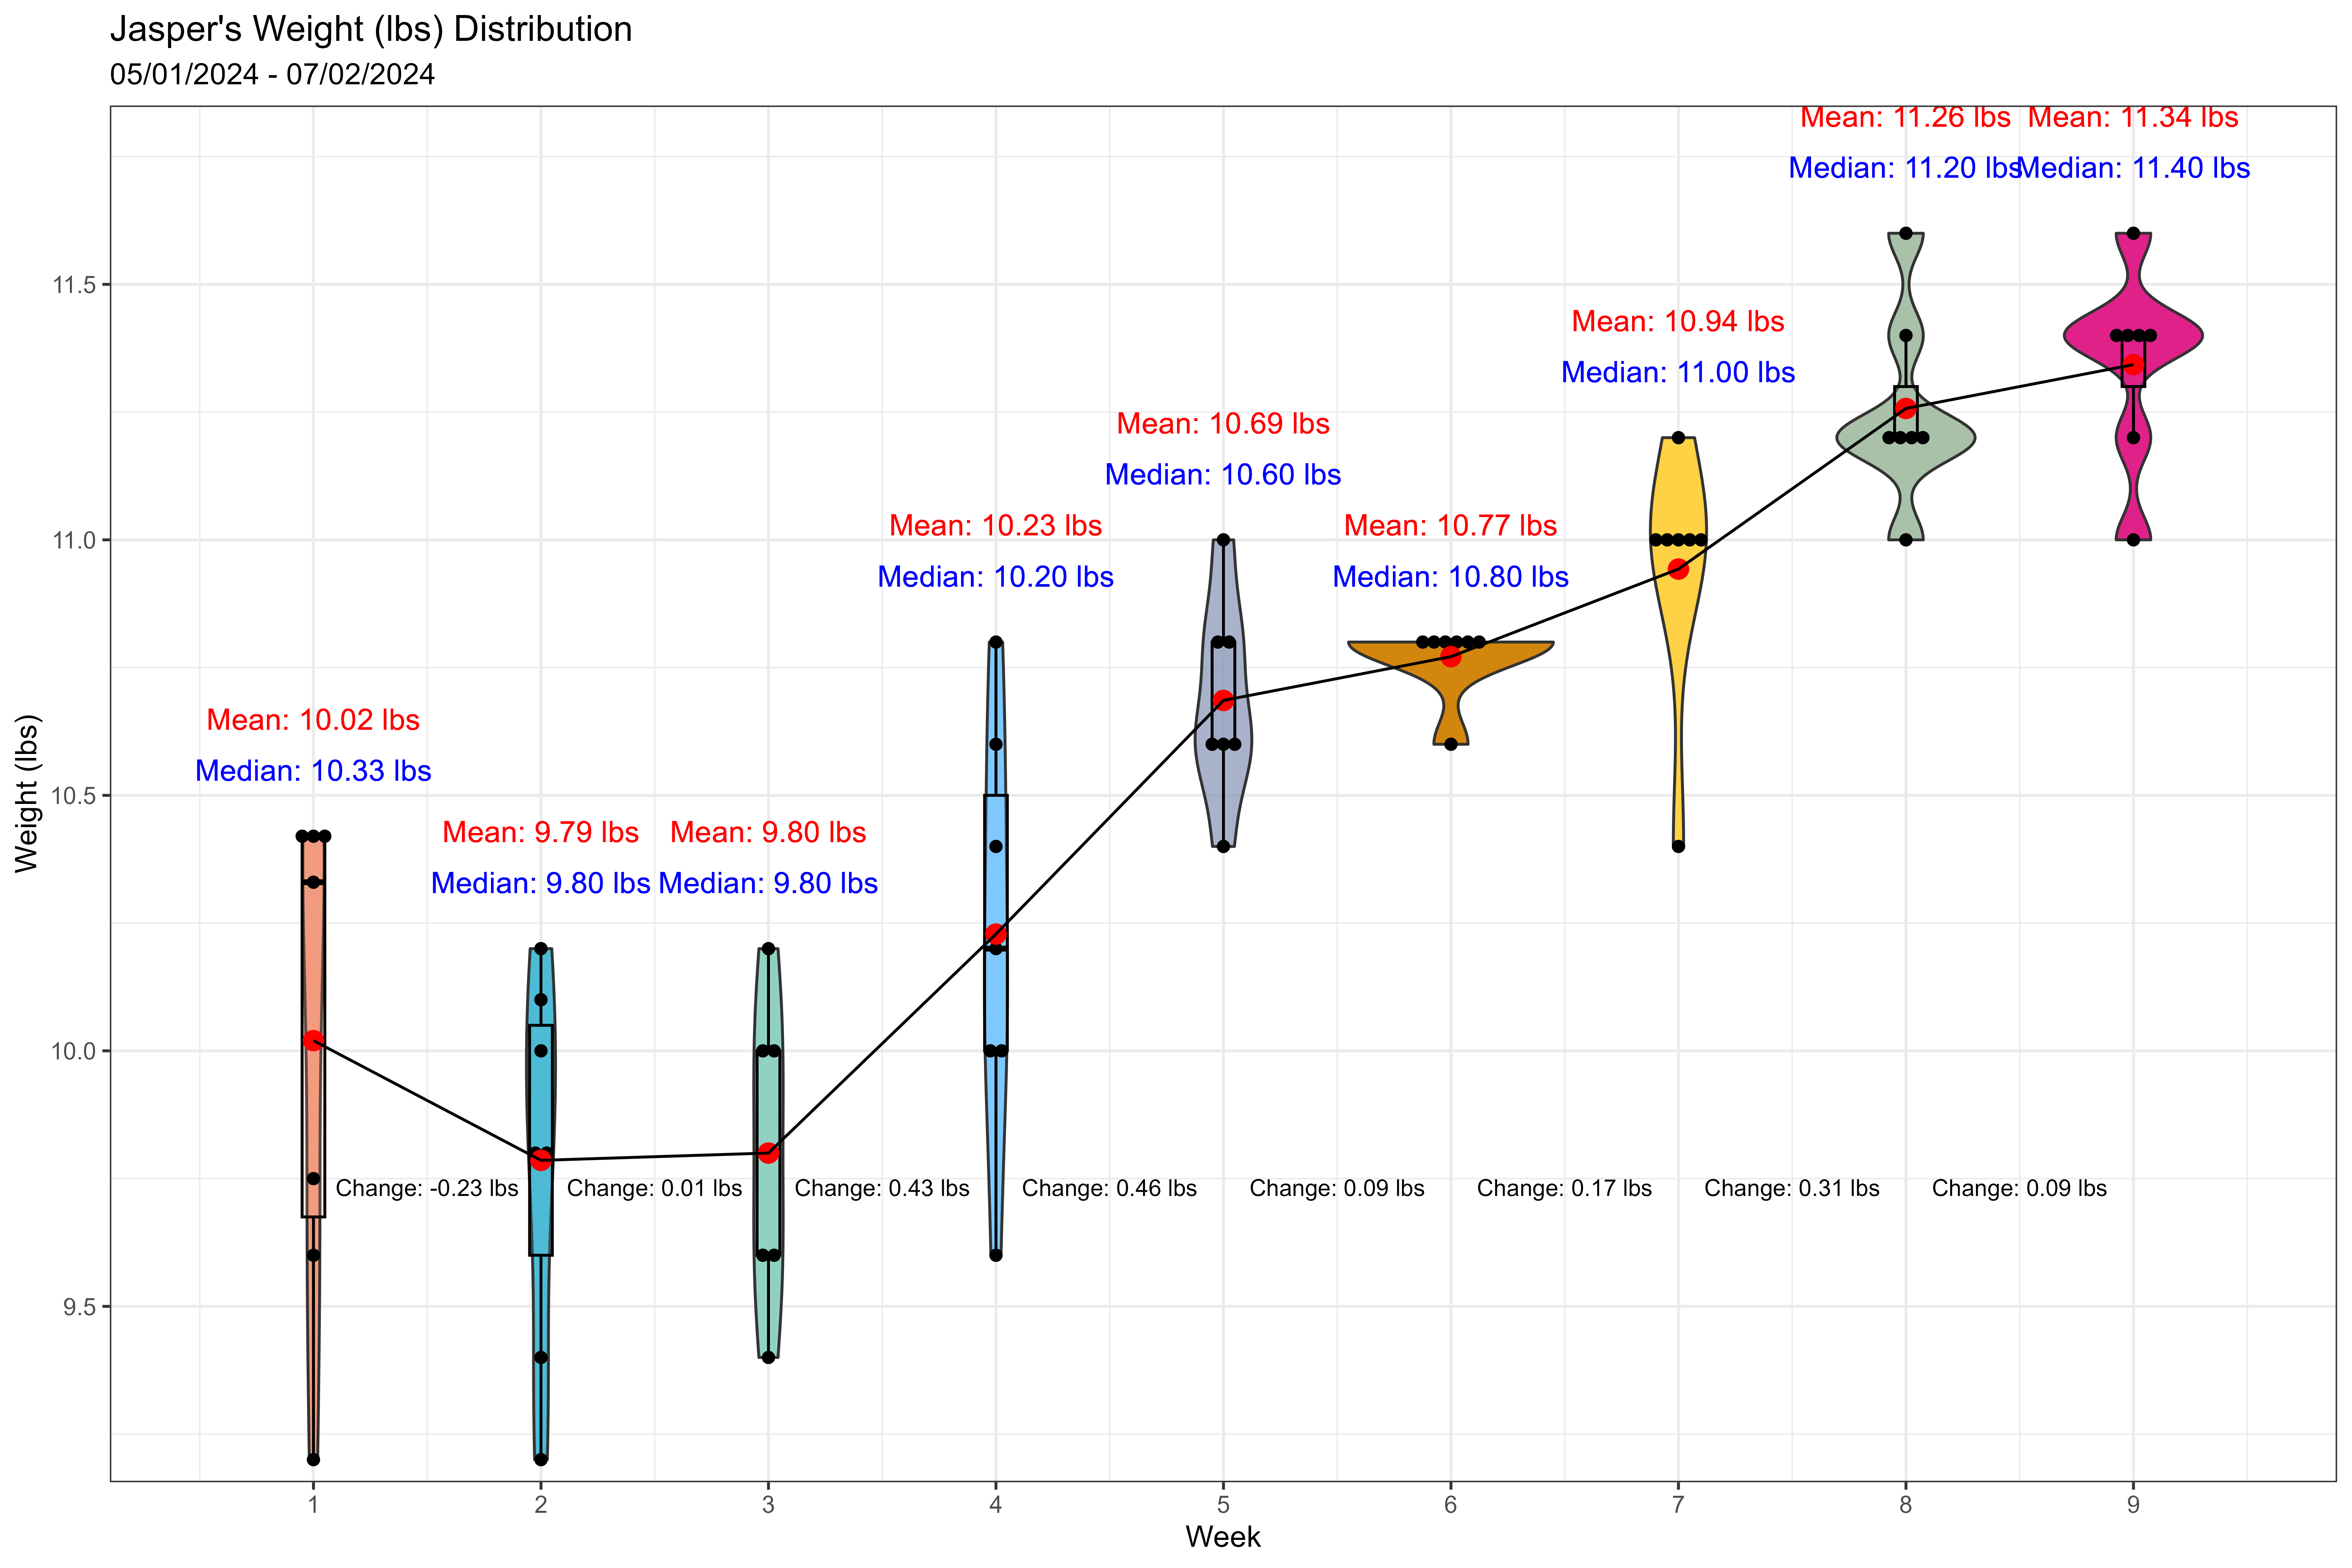 Jasper's Weight (lbs) Distribution
05/01/2024 - 07/02/2024
Mean: 11.26 lbs Mean: 11.34 lbs
Median: 11.20 lbs Median: 11.40 lbs
11.5
Mean: 10.94 lbs
Median: 11.00 lbs
Mean: 10.69 lbs
Median: 10.60 lbs
Mean: 10.23 lbs Mean: 10.77 lbs
11.0
Median: 10.20 lbs Median: 10.80 lbs
Mean: 10.02 lbs
Median: 10.33 lbs
10.5
Weight (lbs)
Mean: 9.79 lbs Mean: 9.80 lbs
Median: 9.80 lbs Median: 9.80 lbs
10.0
Change: -0.23 lbs Change: 0.01 lbs Change: 0.43 lbs Change: 0.46 lbs Change: 0.09 lbs Change: 0.17 lbs Change: 0.31 lbs Change: 0.09 lbs
9.5
1 2 3 4 5 6 7 8 9
Week